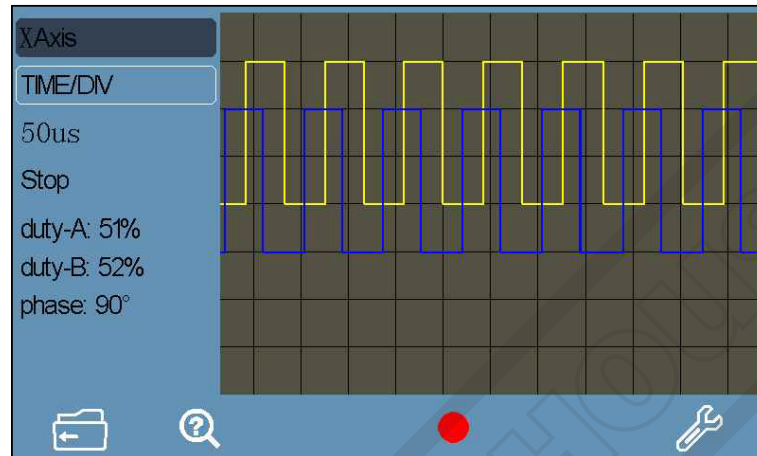 XAxis
TIME/DIV
50us
Stop
duty-A: 51%
duty-B: 52%
phase: 90°